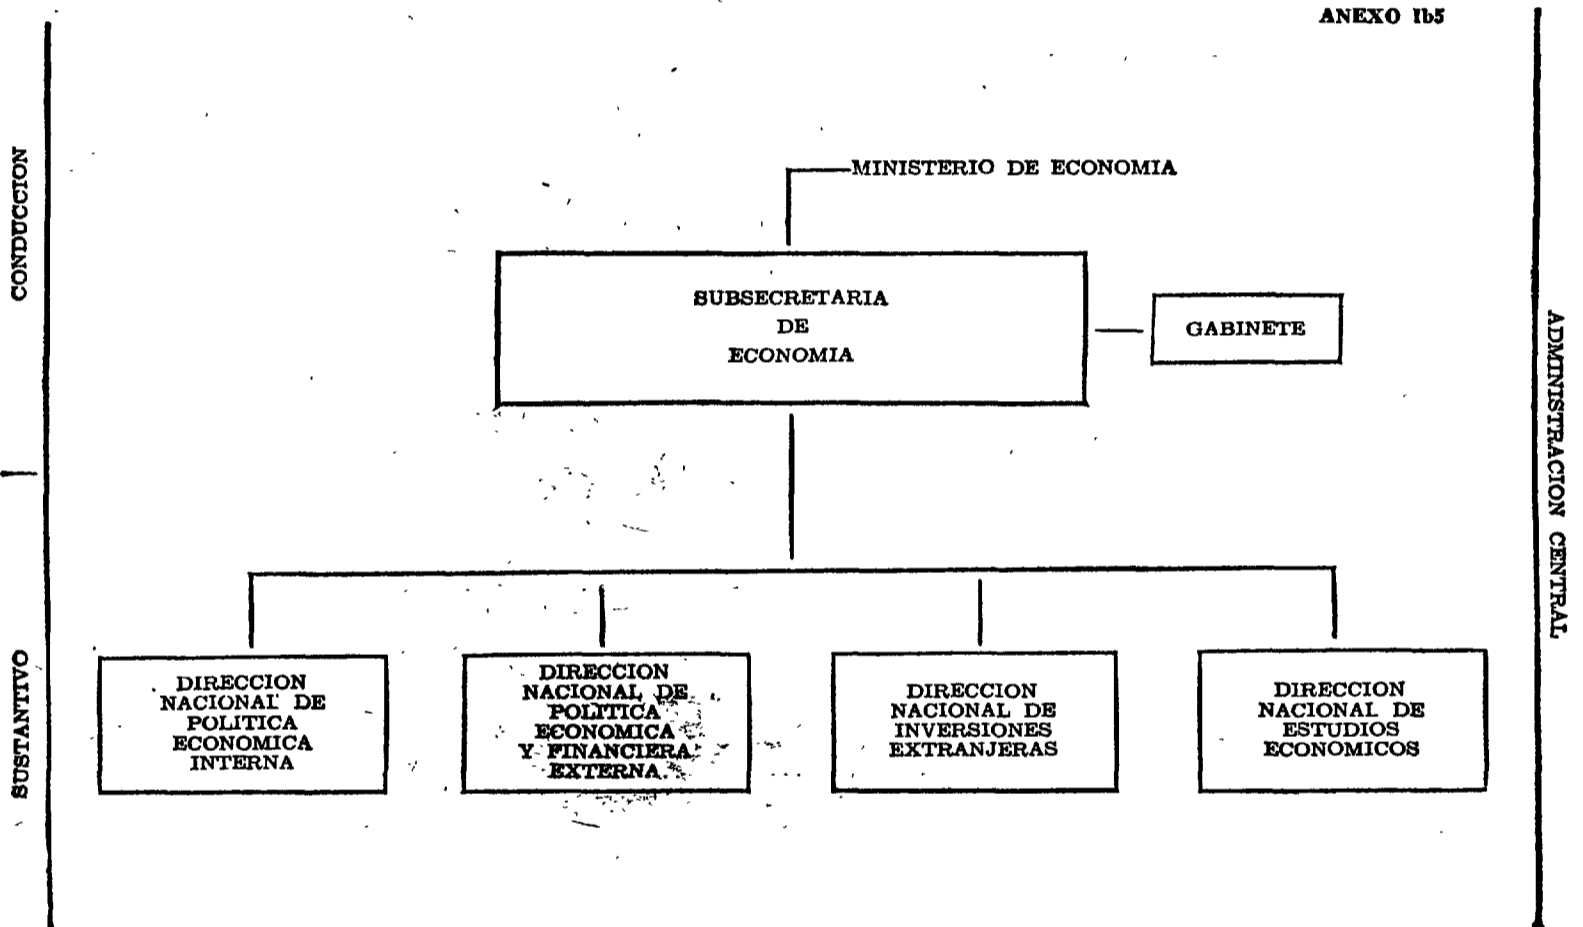 ANEXO Ib5
CONDUCCION
MINISTERIO DE ECONOMIA
SUBSECRETARIA
DE
ECONOMIA
GABINETE
ADMINISTRACION CENTRAL
SUSTANTIVO
DIRECCION
NACIONAL DE
POLITICA
ECONOMICA
INTERNA
DIRECCION
NACIONAL DE
POLITICA
ECONOMICA
Y FINANCIERA
EXTERNA
DIRECCION
NACIONAL DE
INVERSIONES
EXTRANJERAS
DIRECCION
NACIONAL DE
ESTUDIOS
ECONOMICOS